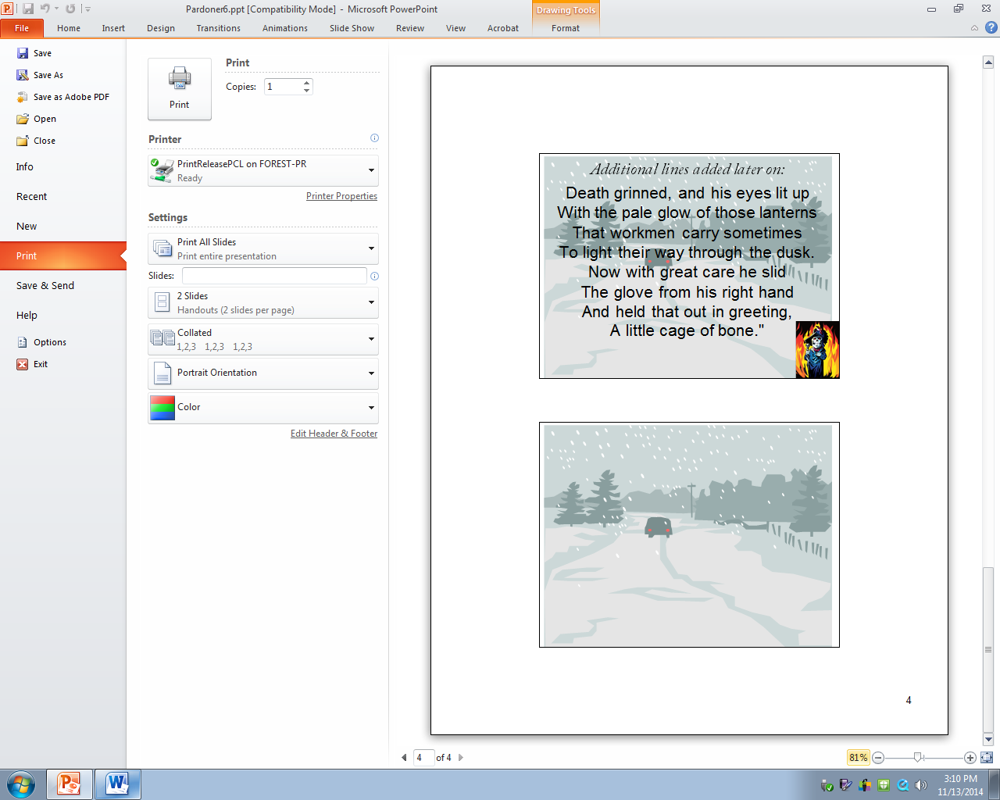 Pardoner6.ppt [Compatibility Mode] - Microsoft PowerPoint
Drawing Tools
File Home Insert Design Transitions Animations Slide Show Review View Acrobat Format
Save
Save As
Save as Adobe PDF
Open
Close
Info
Recent
New
Print
Save & Send
Help
Options
Exit
Print
Print
Copies: 1
Printer
PrintReleasePCL on FOREST-PR
Ready
Printer Properties
Settings
Print All Slides
Print entire presentation
Slides:
2 Slides
Handouts (2 slides per page)
Collated
1,2,3 1,2,3 1,2,3
Portrait Orientation
Color
Edit Header & Footer
Additional lines added later on:
Death grinned, and his eyes lit up
With the pale glow of those lanterns
That workmen carry sometimes
To light their way through the dusk.
Now with great care he slid
The glove from his right hand
And held that out in greeting,
A little cage of bone."
4
4 of 4
81%
3:10 PM
11/13/2014